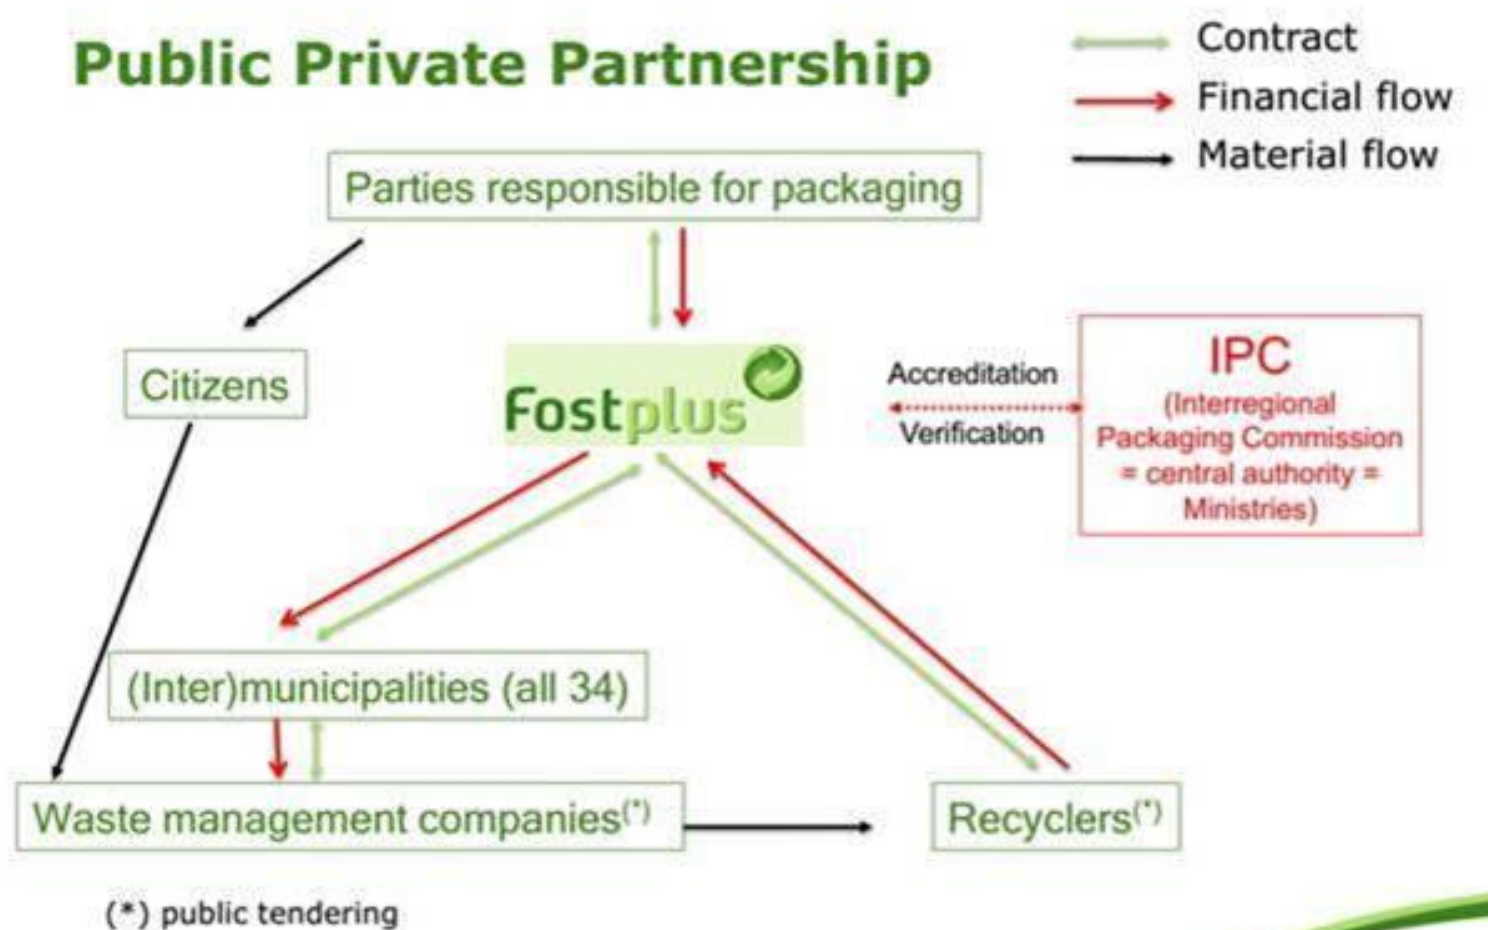 Public Private Partnership
Contract
Financial flow
Material flow
Parties responsible for packaging
Citizens
Fostplus
Accreditation
Verification
IPC
(Interregional
Packaging Commission
= central authority =
Ministries)
(Inter)municipalities (all 34)
Waste management companies(*)
Recyclers(*)
(*) public tendering